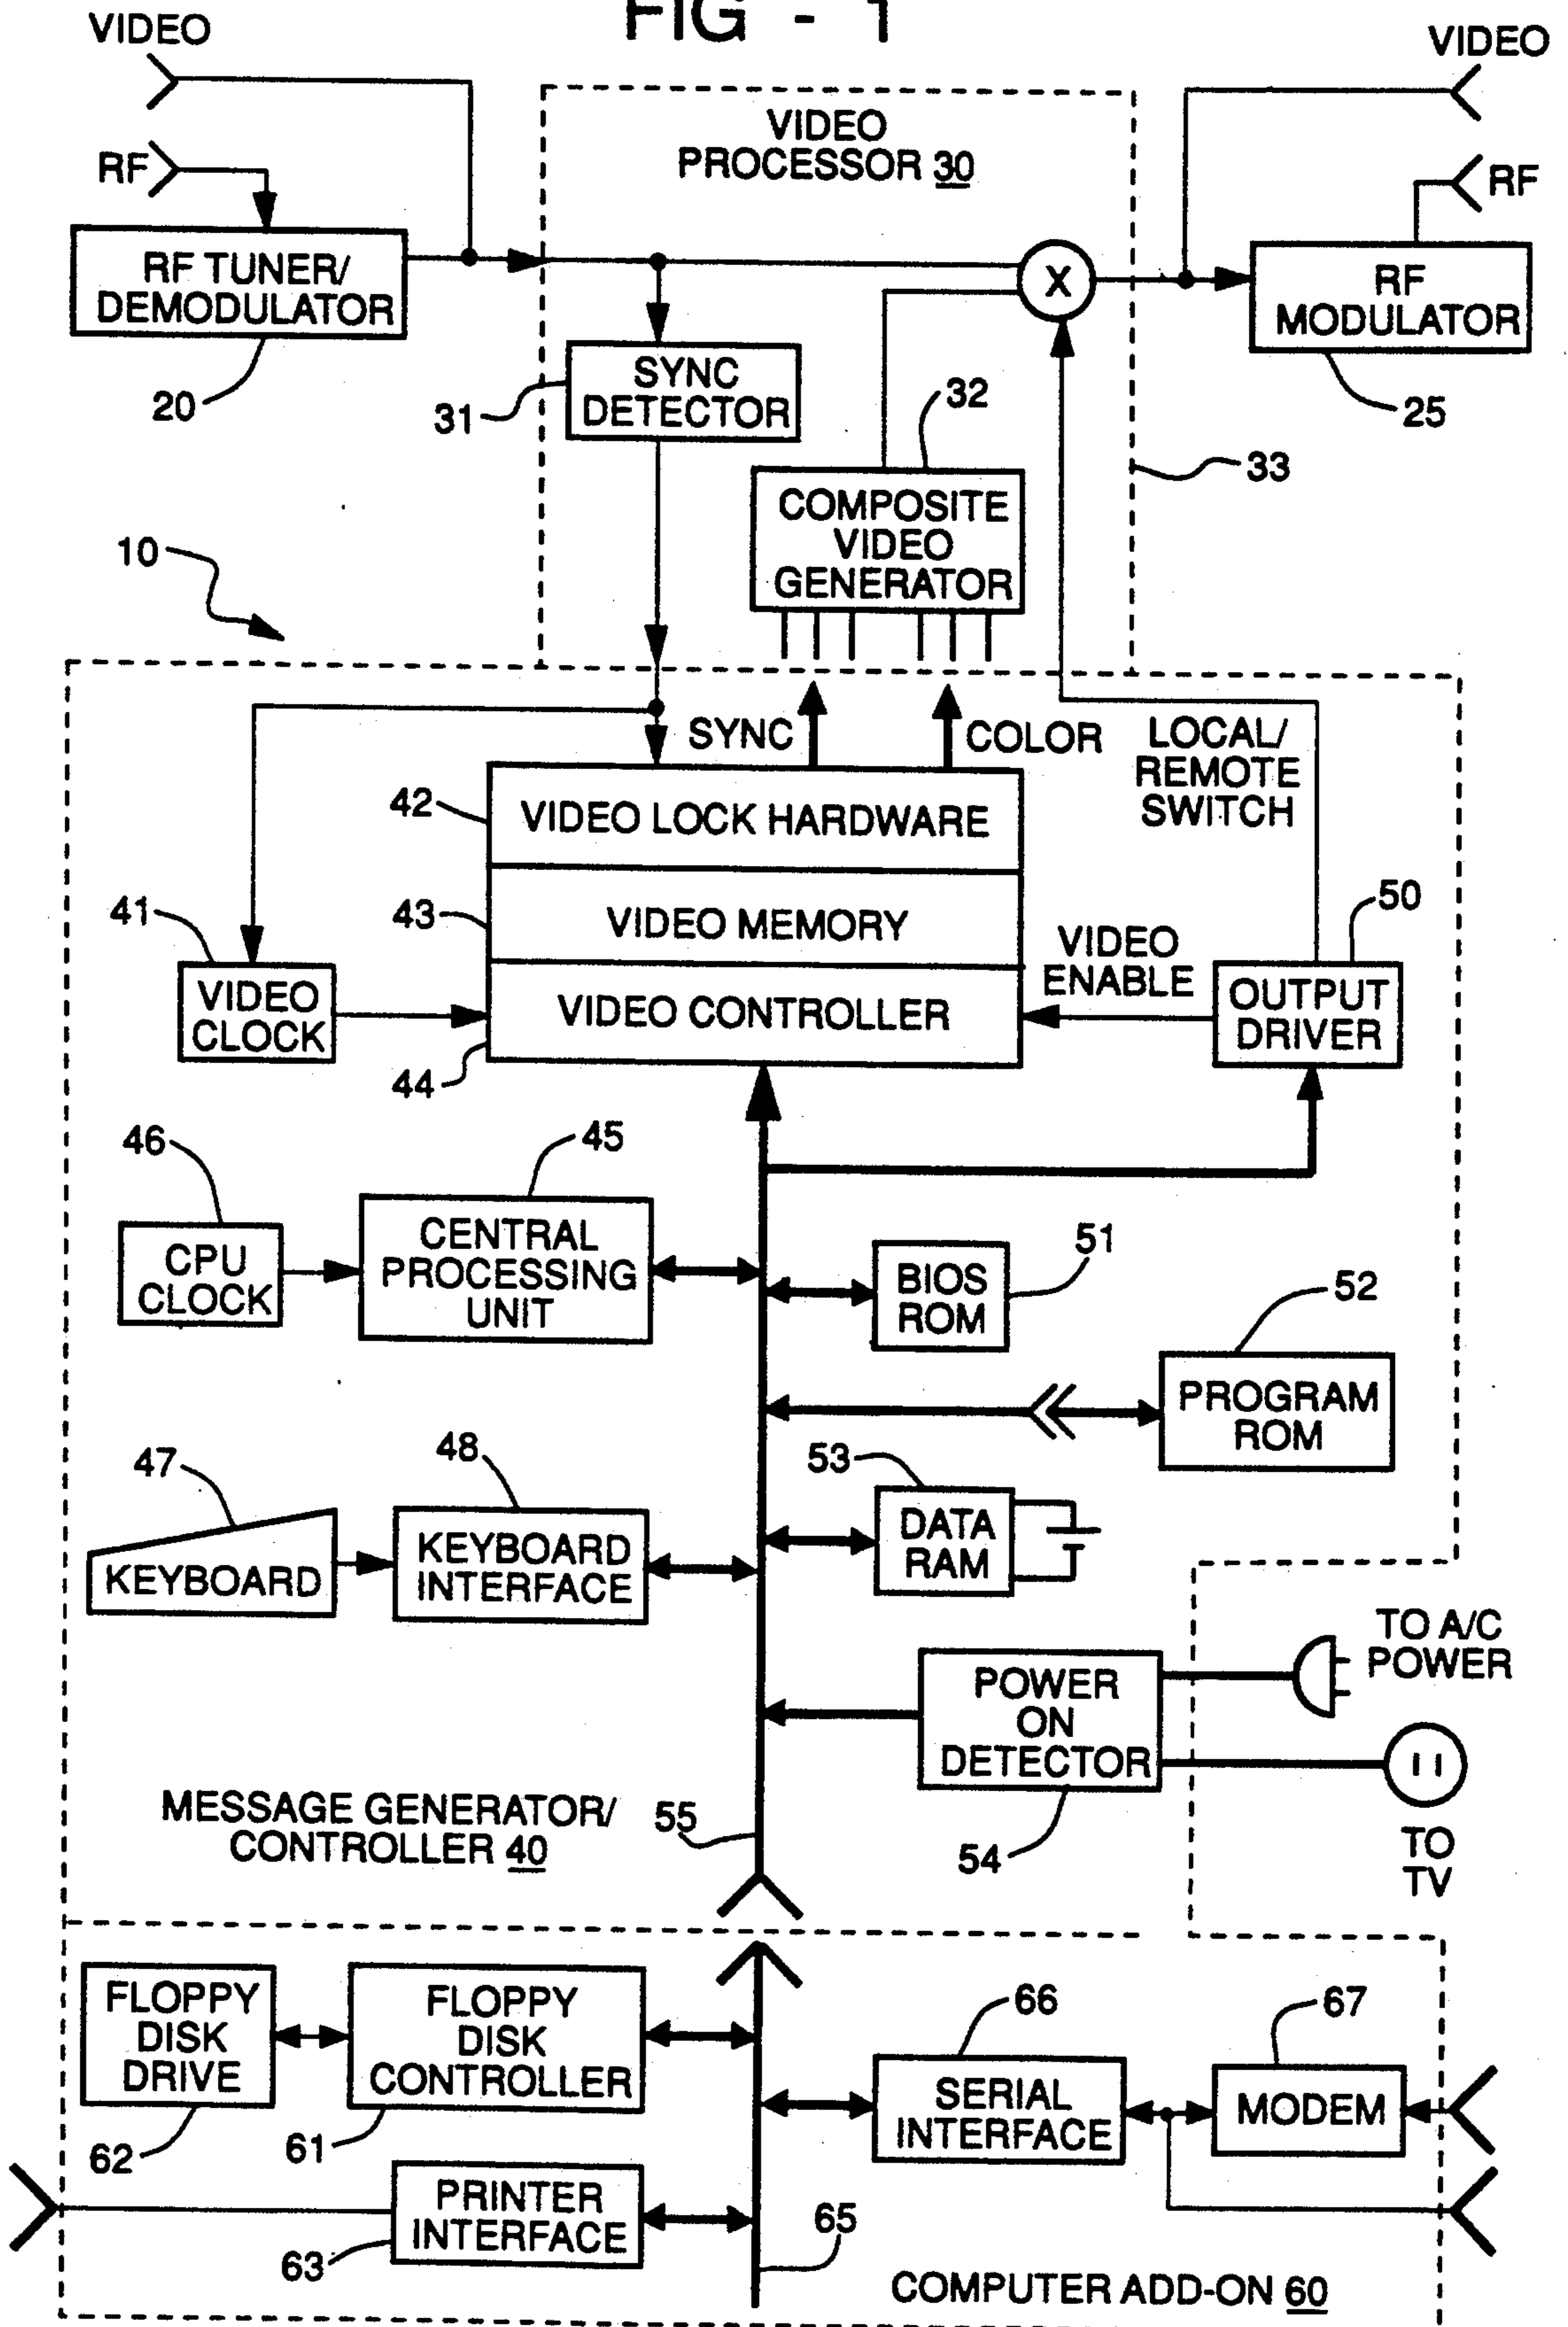 FIG - 1
VIDEO
VIDEO
RF
RF
VIDEO
PROCESSOR 30
RF TUNER/
DEMODULATOR
20
X
RF
MODULATOR
25
SYNC
DETECTOR
31
32
33
COMPOSITE
VIDEO
GENERATOR
10
SYNC
COLOR
LOCAL/
REMOTE
SWITCH
42
VIDEO LOCK HARDWARE
43
VIDEO MEMORY
44
VIDEO CONTROLLER
41
VIDEO
CLOCK
VIDEO
ENABLE
50
OUTPUT
DRIVER
46
CPU
CLOCK
45
CENTRAL
PROCESSING
UNIT
51
BIOS
ROM
52
PROGRAM
ROM
47
KEYBOARD
48
KEYBOARD
INTERFACE
53
DATA
RAM
POWER
ON
DETECTOR
54
TO A/C
POWER
TO
TV
MESSAGE GENERATOR/
CONTROLLER 40
55
FLOPPY
DISK
DRIVE
62
FLOPPY
DISK
CONTROLLER
61
66
SERIAL
INTERFACE
67
MODEM
PRINTER
INTERFACE
63
65
COMPUTER ADD-ON 60